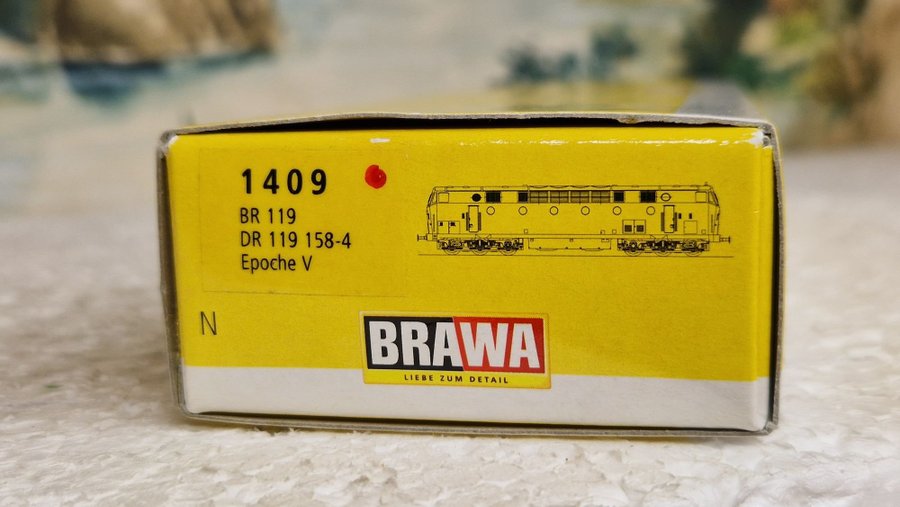 1409
BR 119
DR 119 158-4
Epoche V
N
BRAWA
LIEBE ZUM DETAIL